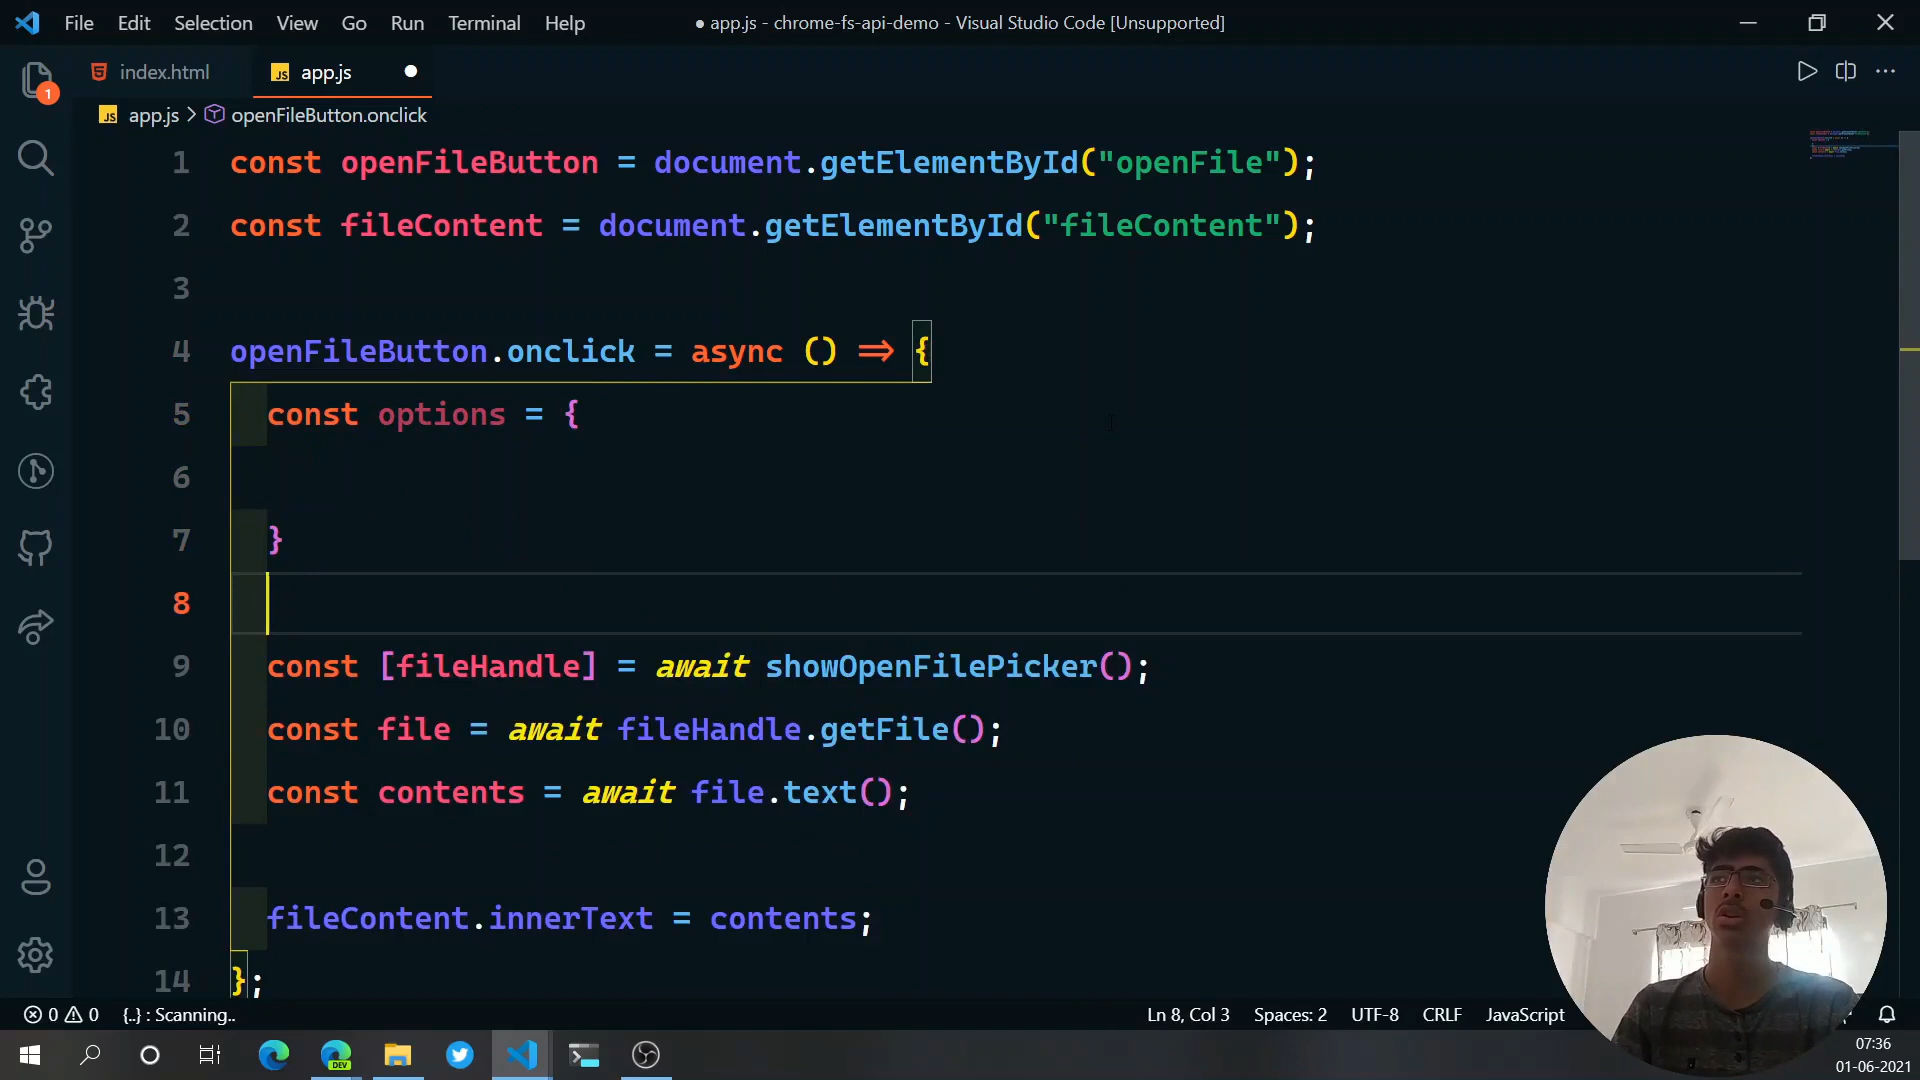 File Edit Selection View Go Run Terminal Help
● app.js - chrome-fs-api-demo - Visual Studio Code [Unsupported]
index.html
JS app.js
1
JS app.js > openFileButton.onclick
1 const openFileButton = document.getElementById("openFile");
2 const fileContent = document.getElementById("fileContent");
3
4 openFileButton.onclick = async () => {
5 const options = {
6
7 }
8
9 const [fileHandle] = await showOpenFilePicker();
10 const file = await fileHandle.getFile();
11 const contents = await file.text();
12
13 fileContent.innerText = contents;
14 };
0 0 {..} : Scanning..
Ln 8, Col 3 Spaces: 2 UTF-8 CRLF JavaScript
DEV
07:36
01-06-2021